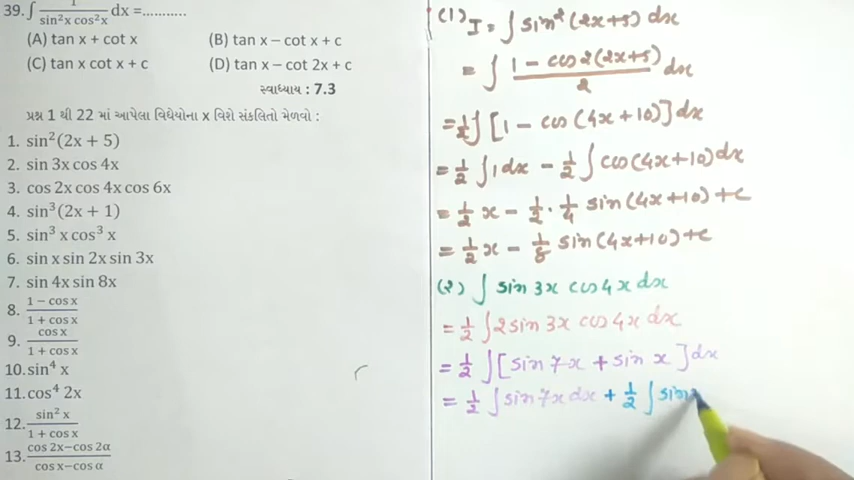 39. ∫ 1/(sin²x cos²x) dx =...........
(A) tan x + cot x (B) tan x − cot x + c
(C) tan x cot x + c (D) tan x − cot 2x + c
સ્વાધ્યાય : 7.3
પ્રશ્ન 1 થી 22 માં આપેલા વિધેયોના x વિશે સંકલિતો મેળવો :
1. sin²(2x + 5)
2. sin 3x cos 4x
3. cos 2x cos 4x cos 6x
4. sin³(2x + 1)
5. sin³ x cos³ x
6. sin x sin 2x sin 3x
7. sin 4x sin 8x
8. (1 − cos x)/(1 + cos x)
9. cos x/(1 + cos x)
10. sin⁴ x
11. cos⁴ 2x
12. sin² x/(1 + cos x)
13. (cos 2x−cos 2α)/(cos x−cos α)
(1) I = ∫ sin²(2x+5) dx
= ∫ (1 − cos 2(2x+5))/2 dx
= 1/2 ∫ [1 − cos (4x+10)] dx
= 1/2 ∫ 1 dx − 1/2 ∫ cos(4x+10) dx
= 1/2 x − 1/2 · 1/4 sin(4x+10) + c
= 1/2 x − 1/8 sin(4x+10) + c
(૨) ∫ sin 3x cos 4x dx
= 1/2 ∫ 2 sin 3x cos 4x dx
= 1/2 ∫ [sin 7x + sin x] dx
= 1/2 ∫ sin 7x dx + 1/2 ∫ sin